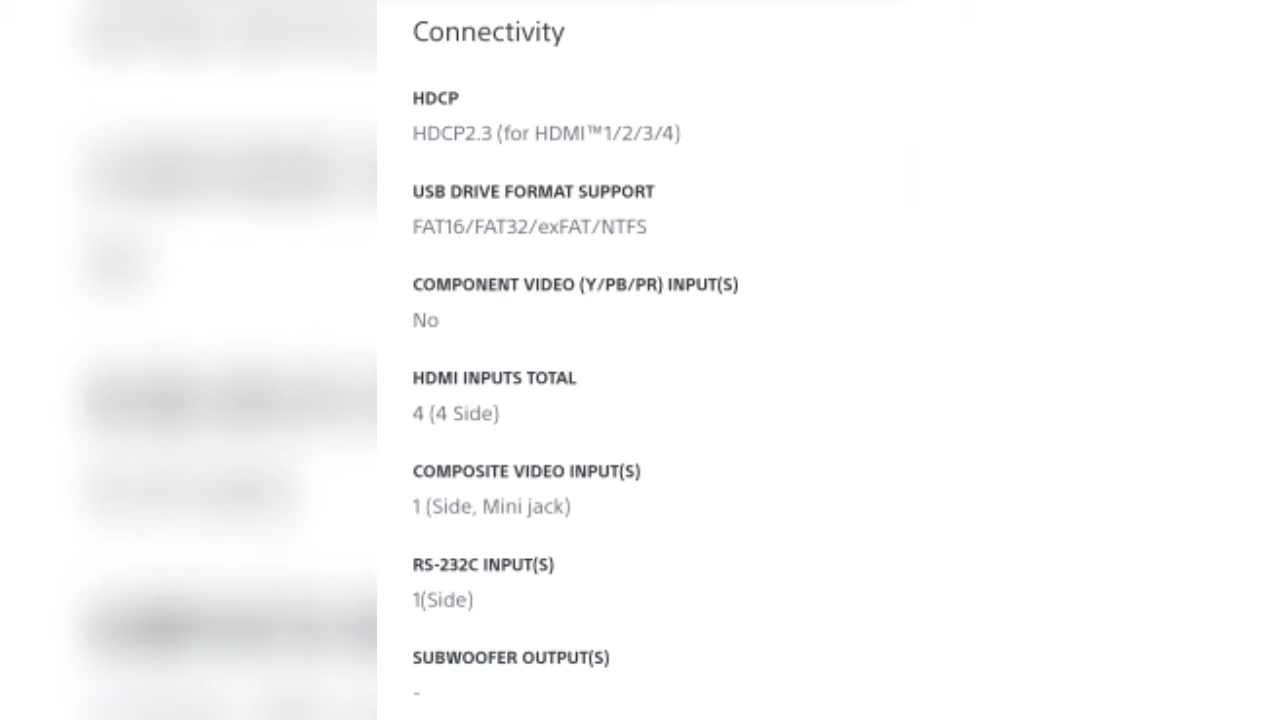 Connectivity
HDCP
HDCP2.3 (for HDMI™1/2/3/4)
USB DRIVE FORMAT SUPPORT
FAT16/FAT32/exFAT/NTFS
COMPONENT VIDEO (Y/PB/PR) INPUT(S)
No
HDMI INPUTS TOTAL
4 (4 Side)
COMPOSITE VIDEO INPUT(S)
1 (Side, Mini jack)
RS-232C INPUT(S)
1(Side)
SUBWOOFER OUTPUT(S)
-